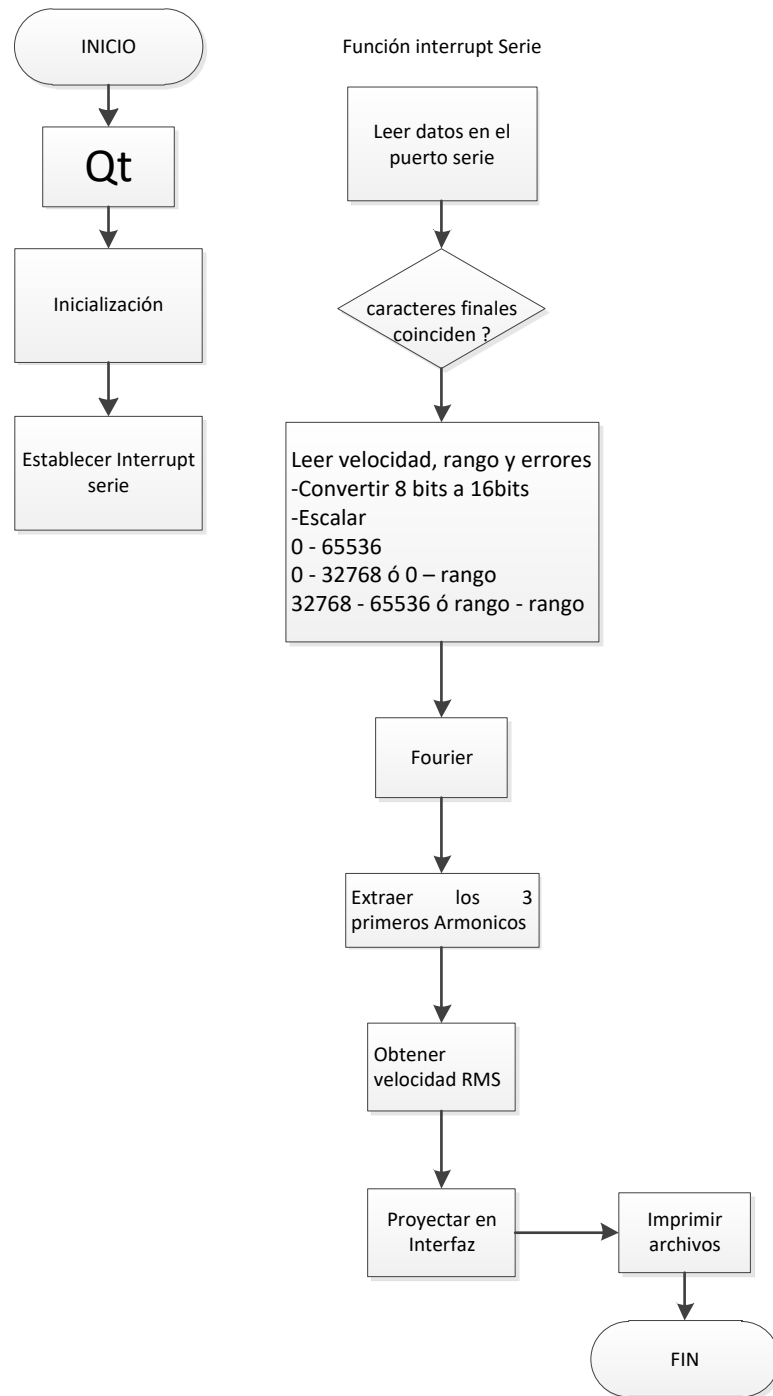 INICIO
Qt
Inicialización
Establecer Interrupt
serie
Función interrupt Serie
Leer datos en el
puerto serie
caracteres finales
coinciden ?
Leer velocidad, rango y errores
-Convertir 8 bits a 16bits
-Escalar
0 - 65536
0 - 32768 ó 0 – rango
32768 - 65536 ó rango - rango
Fourier
Extraer los 3
primeros Armonicos
Obtener
velocidad RMS
Proyectar en
Interfaz
Imprimir
archivos
FIN